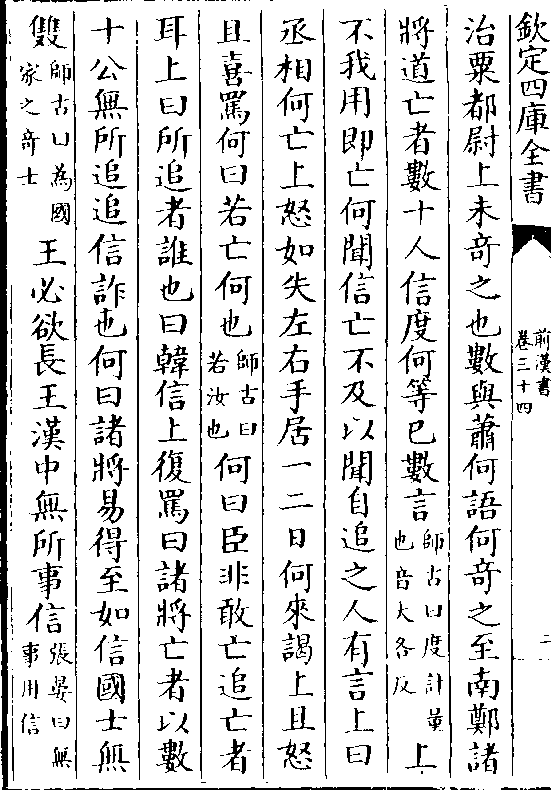 欽定四庫全書
前漢書
卷三十四
二
治粟都尉上未奇之也數與蕭何語何奇之至南鄭諸
將道亡者數十人信度何等已數言師古曰度計量也音大各反上
不我用即亡何聞信亡不及以聞自追之人有言上曰
丞相何亡上怒如失左右手居一二日何來謁上且怒
且喜罵何曰若亡何也師古曰若汝也何曰臣非敢亡追亡者
耳上曰所追者誰也曰韓信上復罵曰諸將亡者以數
十公無所追追信詐也何曰諸將易得至如信國士無
雙師古曰為國家之奇士王必欲長王漢中無所事信張晏曰無事用信